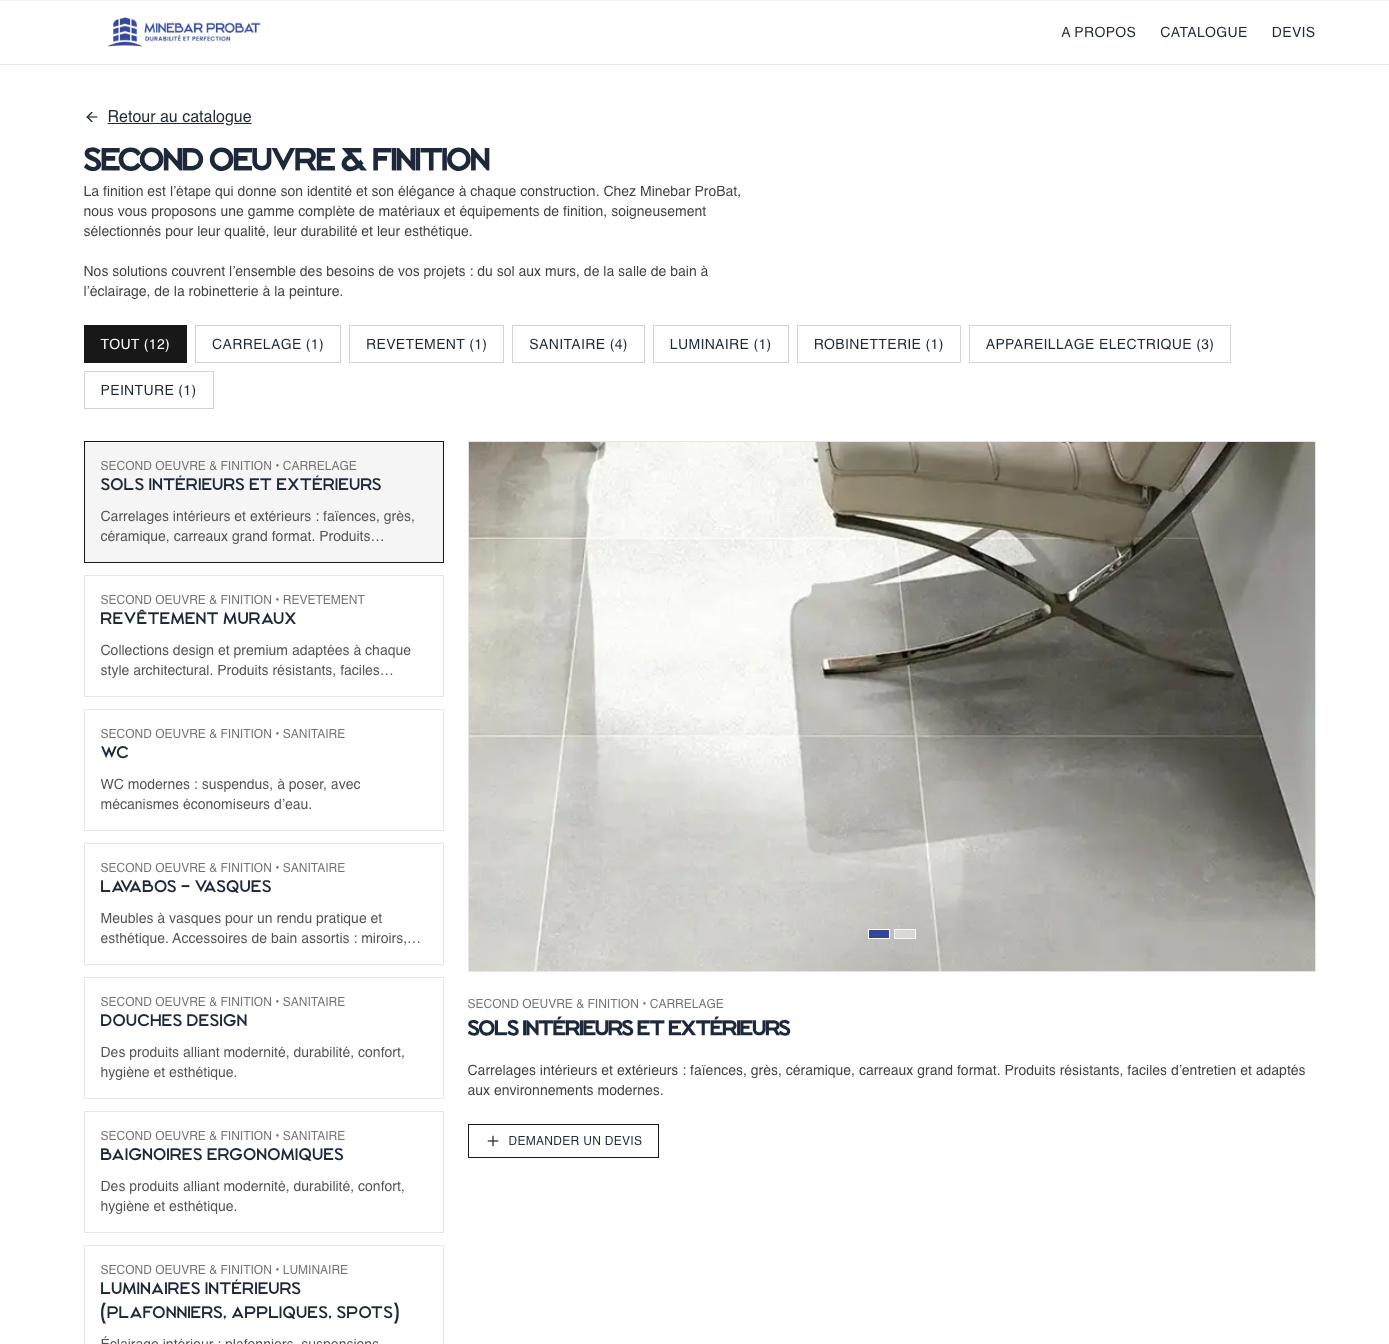 MINEBAR PROBAT
DURABILITÉ ET PERFECTION
A PROPOS
CATALOGUE
DEVIS
Retour au catalogue
SECOND OEUVRE & FINITION
La finition est l’étape qui donne son identité et son élégance à chaque construction. Chez Minebar ProBat,
nous vous proposons une gamme complète de matériaux et équipements de finition, soigneusement
sélectionnés pour leur qualité, leur durabilité et leur esthétique.
Nos solutions couvrent l’ensemble des besoins de vos projets : du sol aux murs, de la salle de bain à
l’éclairage, de la robinetterie à la peinture.
TOUT (12)
CARRELAGE (1)
REVETEMENT (1)
SANITAIRE (4)
LUMINAIRE (1)
ROBINETTERIE (1)
APPAREILLAGE ELECTRIQUE (3)
PEINTURE (1)
SECOND OEUVRE & FINITION • CARRELAGE
SOLS INTÉRIEURS ET EXTÉRIEURS
Carrelages intérieurs et extérieurs : faïences, grès,
céramique, carreaux grand format. Produits…
SECOND OEUVRE & FINITION • REVETEMENT
REVÊTEMENT MURAUX
Collections design et premium adaptées à chaque
style architectural. Produits résistants, faciles…
SECOND OEUVRE & FINITION • SANITAIRE
WC
WC modernes : suspendus, à poser, avec
mécanismes économiseurs d’eau.
SECOND OEUVRE & FINITION • SANITAIRE
LAVABOS – VASQUES
Meubles à vasques pour un rendu pratique et
esthétique. Accessoires de bain assortis : miroirs,…
SECOND OEUVRE & FINITION • SANITAIRE
DOUCHES DESIGN
Des produits alliant modernité, durabilité, confort,
hygiène et esthétique.
SECOND OEUVRE & FINITION • SANITAIRE
BAIGNOIRES ERGONOMIQUES
Des produits alliant modernité, durabilité, confort,
hygiène et esthétique.
SECOND OEUVRE & FINITION • LUMINAIRE
LUMINAIRES INTÉRIEURS
(PLAFONNIERS, APPLIQUES, SPOTS)
Éclairage intérieur : plafonniers, suspensions,
SECOND OEUVRE & FINITION • CARRELAGE
SOLS INTÉRIEURS ET EXTÉRIEURS
Carrelages intérieurs et extérieurs : faïences, grès, céramique, carreaux grand format. Produits résistants, faciles d’entretien et adaptés
aux environnements modernes.
DEMANDER UN DEVIS